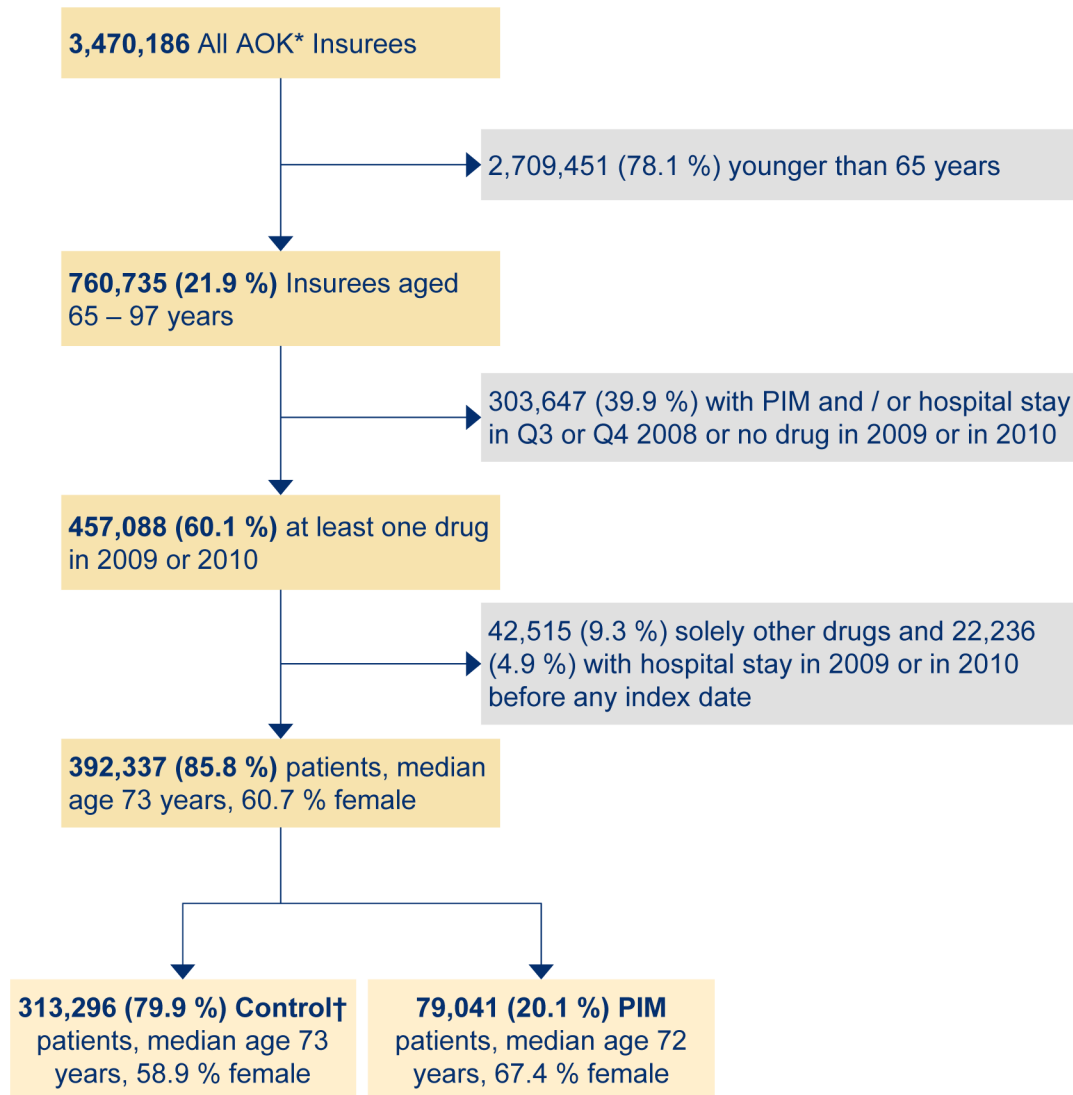 3,470,186 All AOK* Insurees
2,709,451 (78.1 %) younger than 65 years
760,735 (21.9 %) Insurees aged
65 – 97 years
303,647 (39.9 %) with PIM and / or hospital stay
in Q3 or Q4 2008 or no drug in 2009 or in 2010
457,088 (60.1 %) at least one drug
in 2009 or 2010
42,515 (9.3 %) solely other drugs and 22,236
(4.9 %) with hospital stay in 2009 or in 2010
before any index date
392,337 (85.8 %) patients, median
age 73 years, 60.7 % female
313,296 (79.9 %) Control†
patients, median age 73
years, 58.9 % female
79,041 (20.1 %) PIM
patients, median age 72
years, 67.4 % female